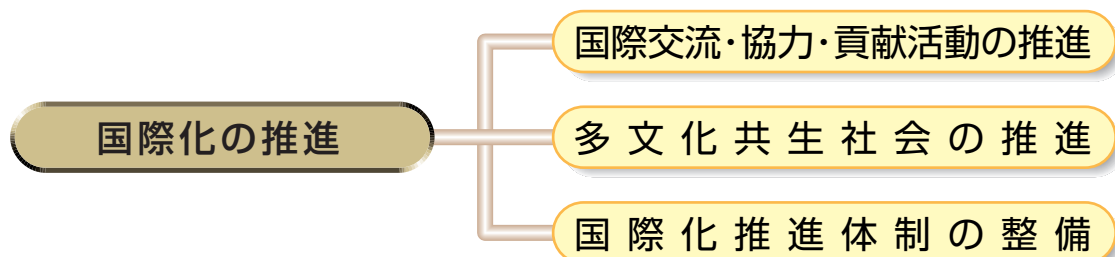 国際化の推進
国際交流・協力・貢献活動の推進
多文化共生社会の推進
国際化推進体制の整備